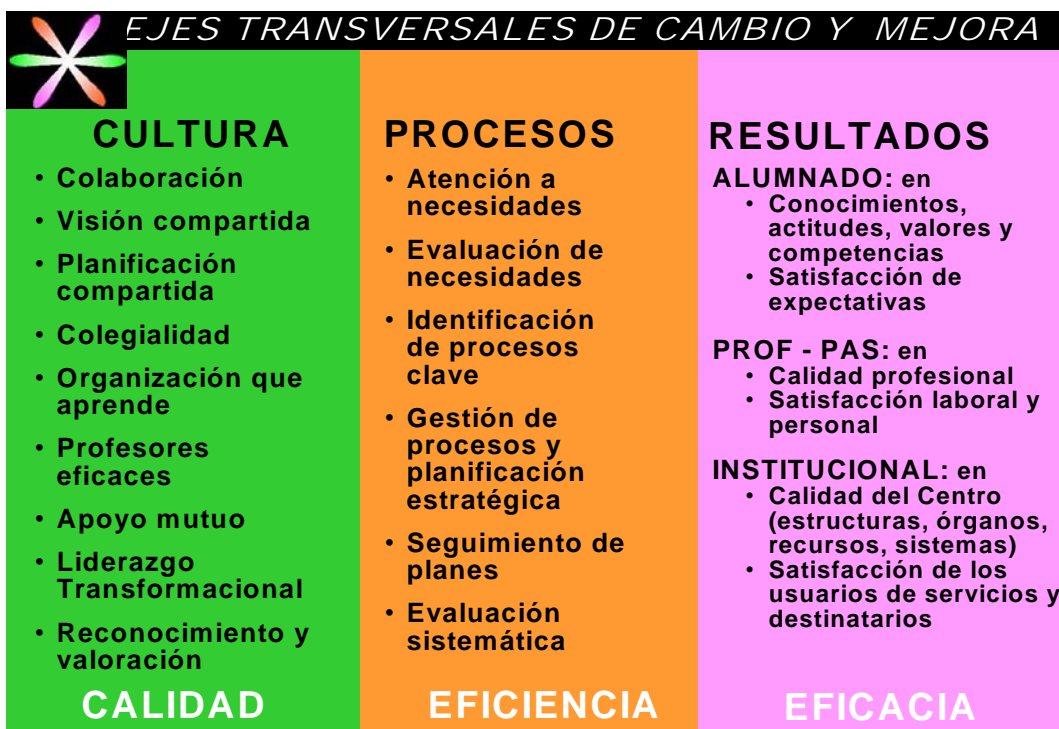 EJES TRANSVERSALES DE CAMBIO Y MEJORA
CULTURA
• Colaboración
• Visión compartida
• Planificación
compartida
• Colegialidad
• Organización que
aprende
• Profesores
eficaces
• Apoyo mutuo
• Liderazgo
Transformacional
• Reconocimiento y
valoración
CALIDAD
PROCESOS
• Atención a
necesidades
• Evaluación de
necesidades
• Identificación
de procesos
clave
• Gestión de
procesos y
planificación
estratégica
• Seguimiento de
planes
• Evaluación
sistemática
EFICIENCIA
RESULTADOS
ALUMNADO: en
• Conocimientos,
actitudes, valores y
competencias
• Satisfacción de
expectativas
PROF - PAS: en
• Calidad profesional
• Satisfacción laboral y
personal
INSTITUCIONAL: en
• Calidad del Centro
(estructuras, órganos,
recursos, sistemas)
• Satisfacción de los
usuarios de servicios y
destinatarios
EFICACIA